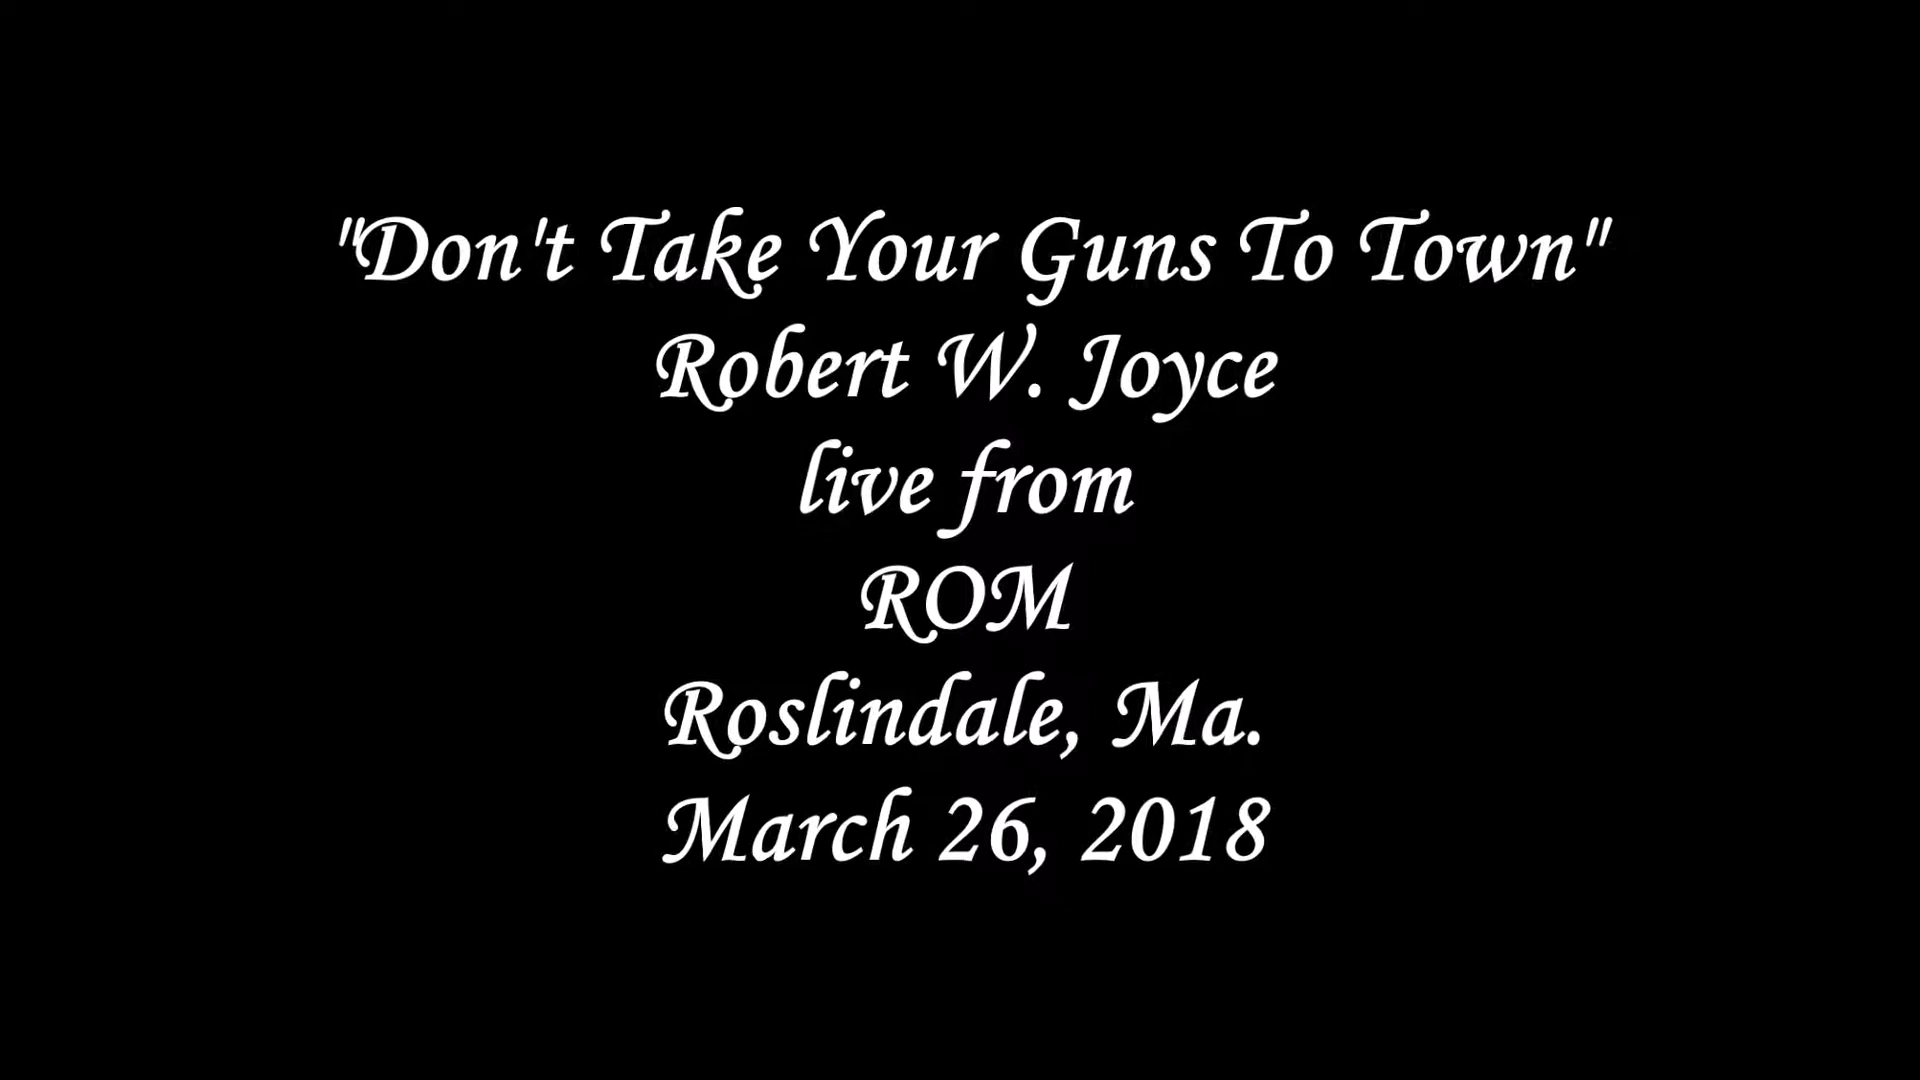 "Don't Take Your Guns To Town"
Robert W. Joyce
live from
ROM
Roslindale, Ma.
March 26, 2018